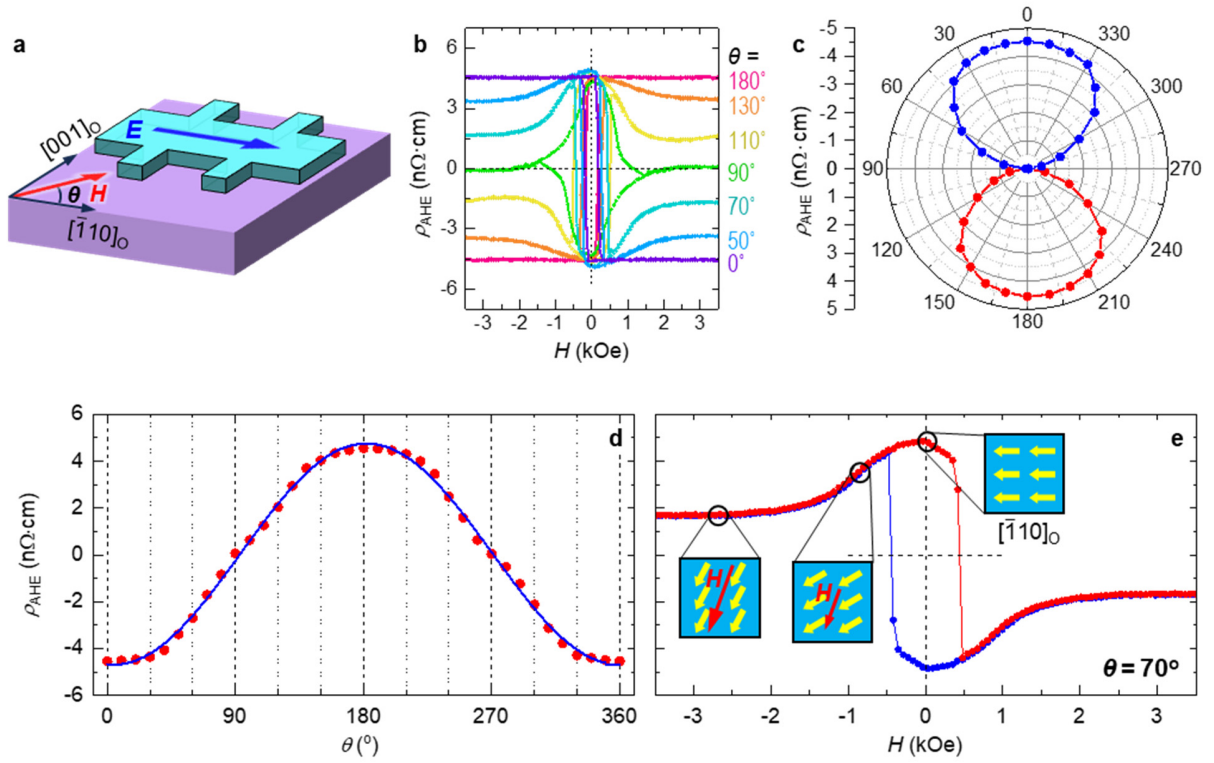 a
[001]O
E
θ H
[1̄10]O
b
6
3
0
-3
-6
ρAHE (nΩ·cm)
-3 -2 -1 0 1 2 3
H (kOe)
θ =
180°
130°
110°
90°
70°
50°
0°
c
-5
-4
-3
-2
-1
0
1
2
3
4
5
ρAHE (nΩ·cm)
0
30 330
60 300
90 270
120 240
150 210
180
d
6
4
2
0
-2
-4
-6
ρAHE (nΩ·cm)
0 90 180 270 360
θ (°)
e
[1̄10]O
H
H
θ = 70°
-3 -2 -1 0 1 2 3
H (kOe)